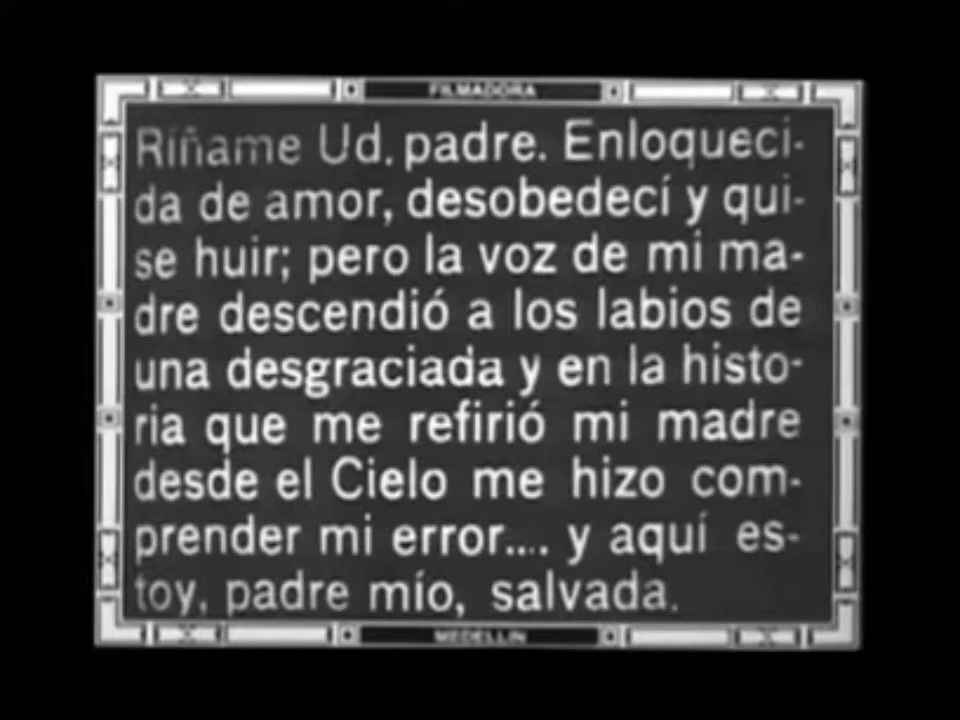 FILMADORA
Ríñame Ud. padre. Enloqueci-
da de amor, desobedecí y qui-
se huir; pero la voz de mi ma-
dre descendió a los labios de
una desgraciada y en la histo-
ria que me refirió mi madre
desde el Cielo me hizo com-
prender mi error.... y aquí es-
toy, padre mío, salvada.
MEDELLIN